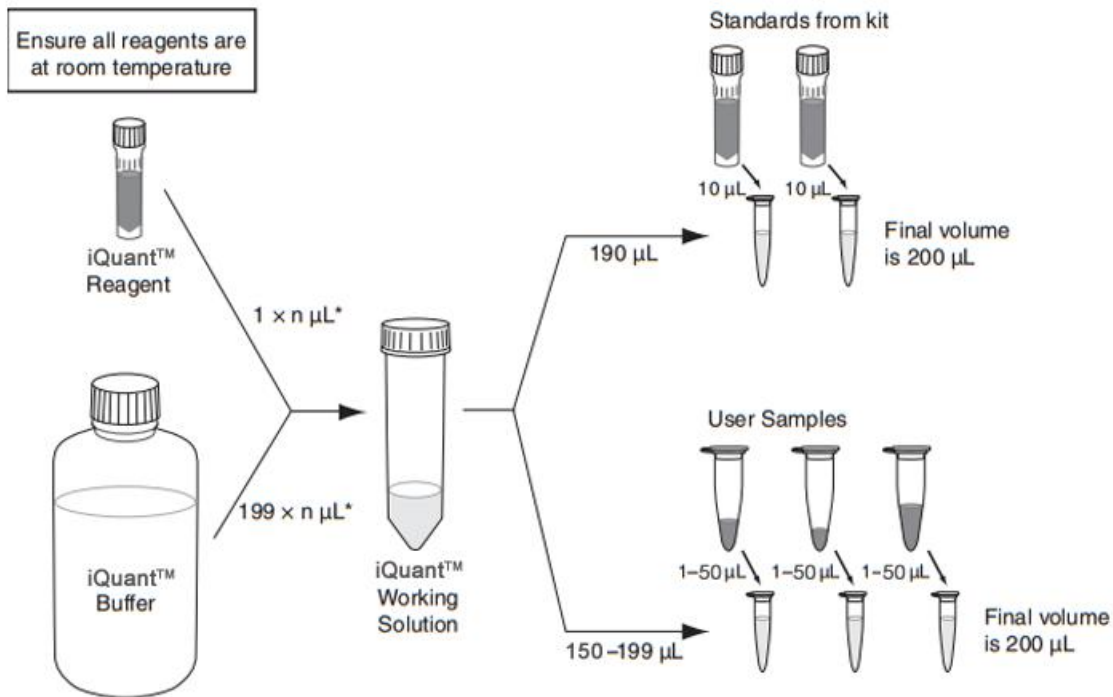 Ensure all reagents are
at room temperature
iQuant™
Reagent
1 × n µL*
199 × n µL*
iQuant™
Buffer
iQuant™
Working
Solution
Standards from kit
10 µL
10 µL
190 µL
Final volume
is 200 µL
User Samples
1–50 µL
1–50 µL
1–50 µL
150–199 µL
Final volume
is 200 µL